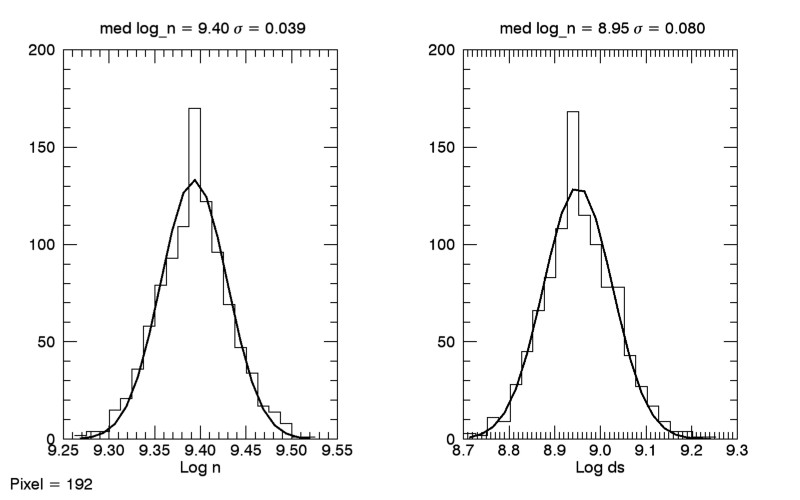 med log_n = 9.40 σ = 0.039
med log_n = 8.95 σ = 0.080
200
150
100
50
0
9.25 9.30 9.35 9.40 9.45 9.50 9.55
Log n
200
150
100
50
0
8.7 8.8 8.9 9.0 9.1 9.2 9.3
Log ds
Pixel = 192